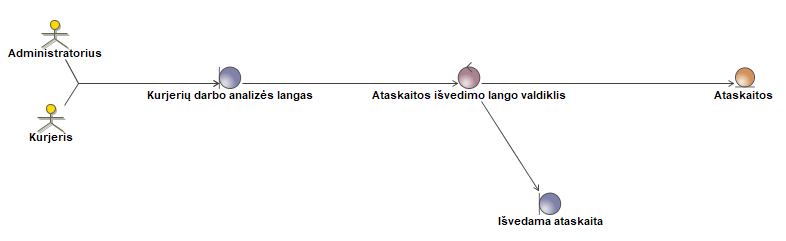 Administratorius
Kurjerių darbo analizės langas
Ataskaitos išvedimo lango valdiklis
Ataskaitos
Kurjeris
Išvedama ataskaita